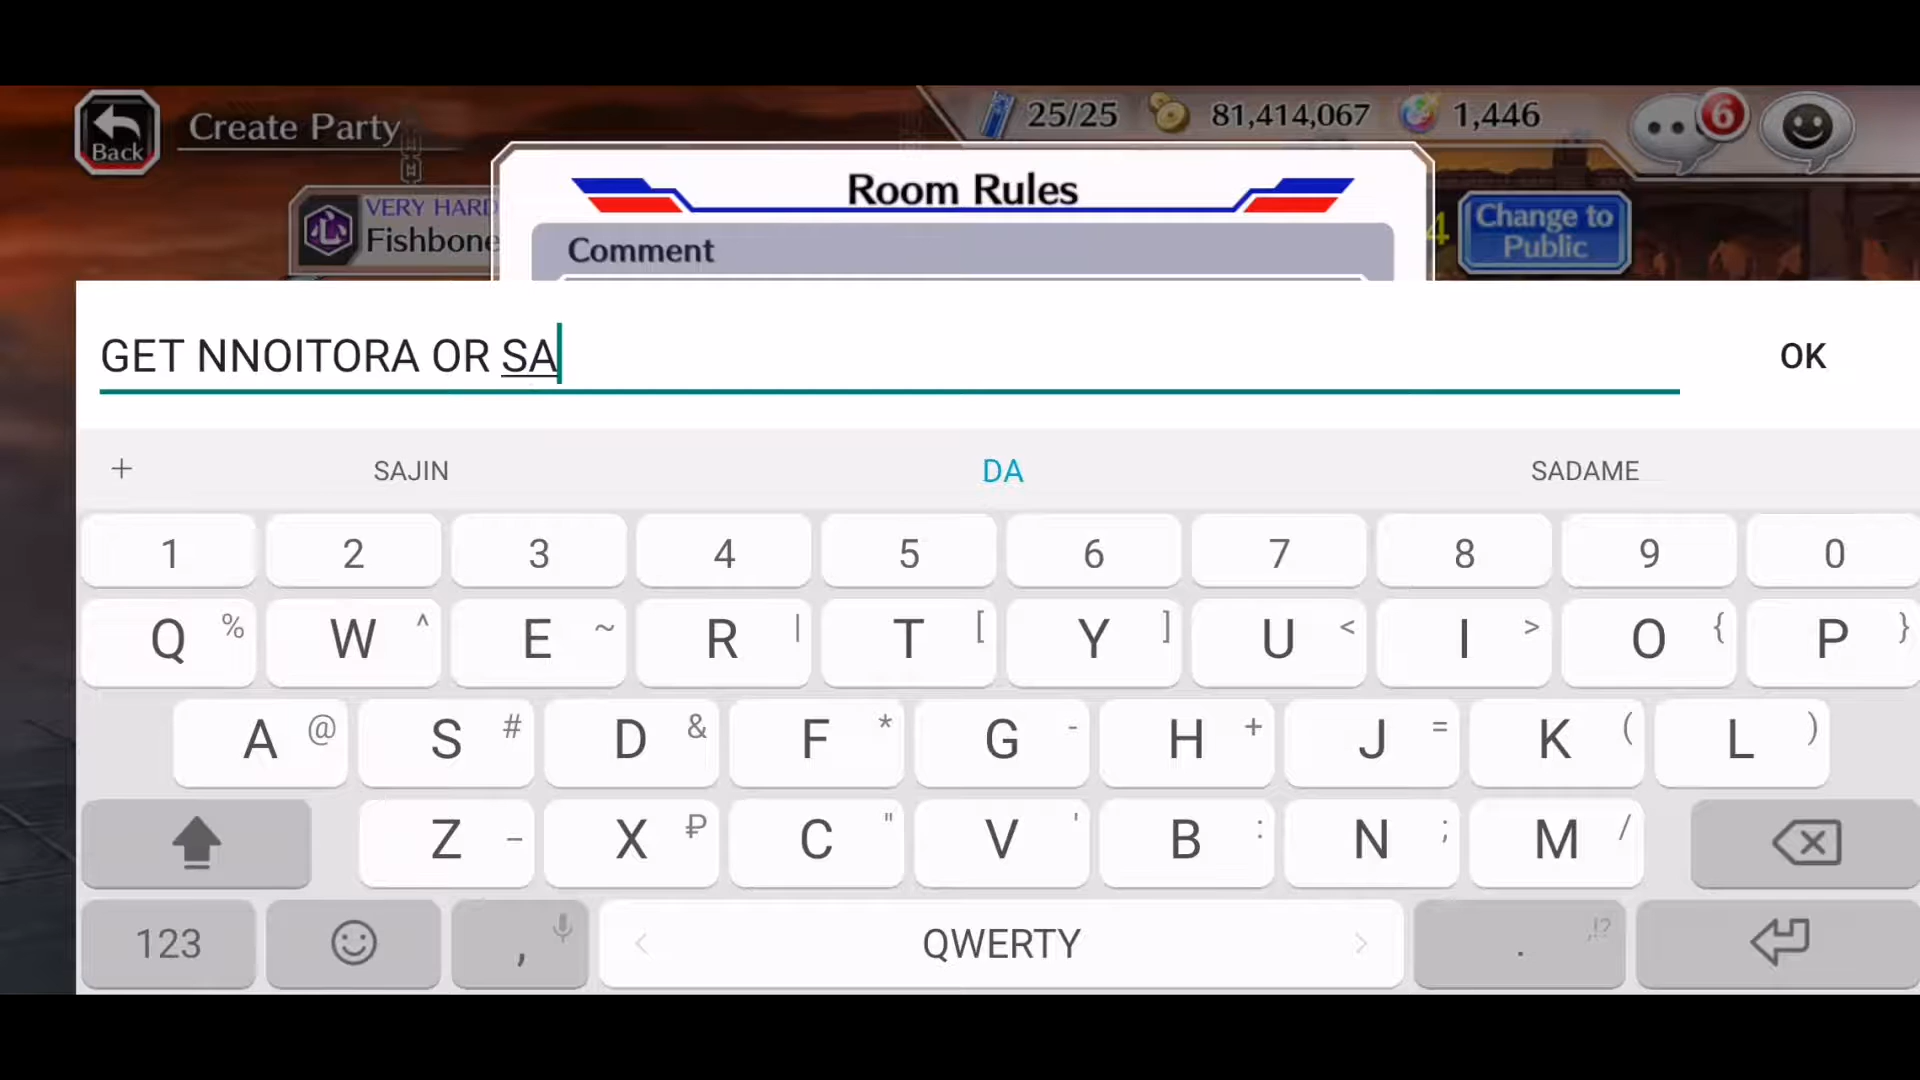 Back
Create Party
25/25
81,414,067
1,446
6
VERY HARD
Fishbone
Room Rules
Comment
4
Change to
Public
GET NNOITORA OR SA
OK
+
SAJIN
DA
SADAME
1 2 3 4 5 6 7 8 9 0
Q % W ^ E ~ R | T [ Y ] U < I > O { P }
A @ S # D & F * G - H + J = K ( L )
Z _ X ₽ C " V ' B : N ; M /
123 , < QWERTY > . ,!?